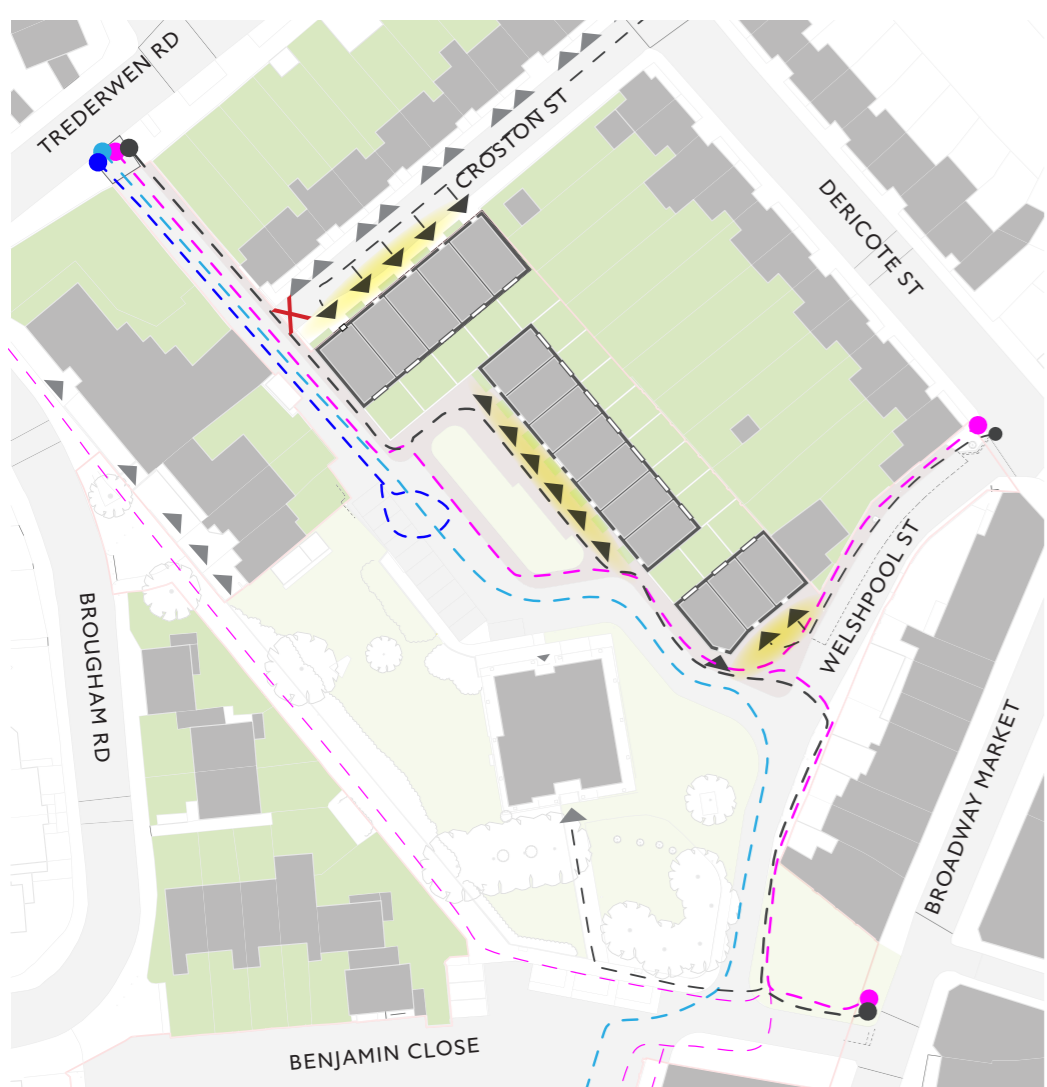 TREDERWEN RD
CROSTON ST
DERICOTE ST
WELSHPOOL ST
BROUGHAM RD
BROADWAY MARKET
BENJAMIN CLOSE